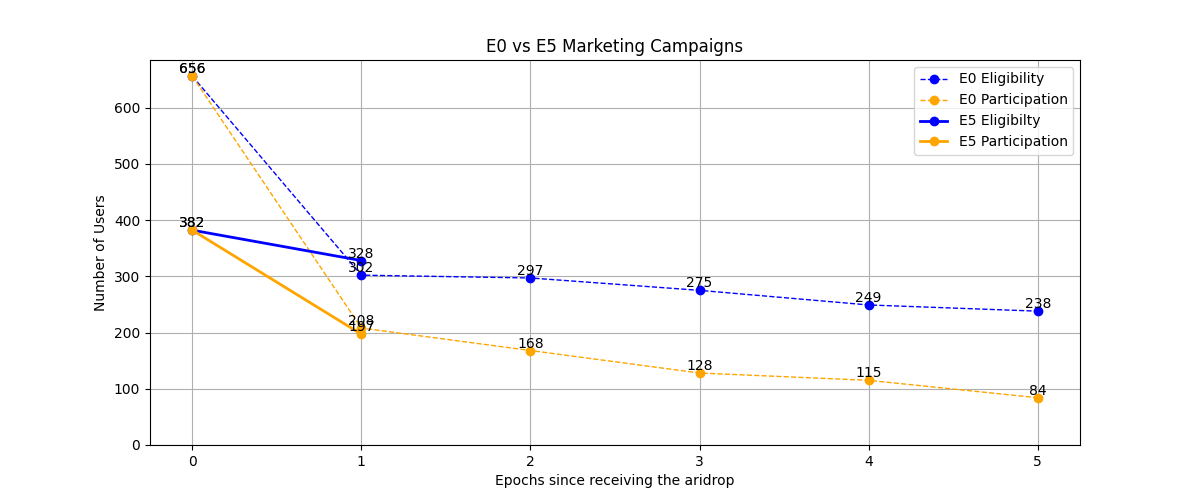 E0 vs E5 Marketing Campaigns
E0 Eligibility
E0 Participation
E5 Eligibilty
E5 Participation
Number of Users
600
500
400
300
200
100
0
656
656
382
382
328
302
208
197
297
168
275
128
249
115
238
84
0 1 2 3 4 5
Epochs since receiving the aridrop